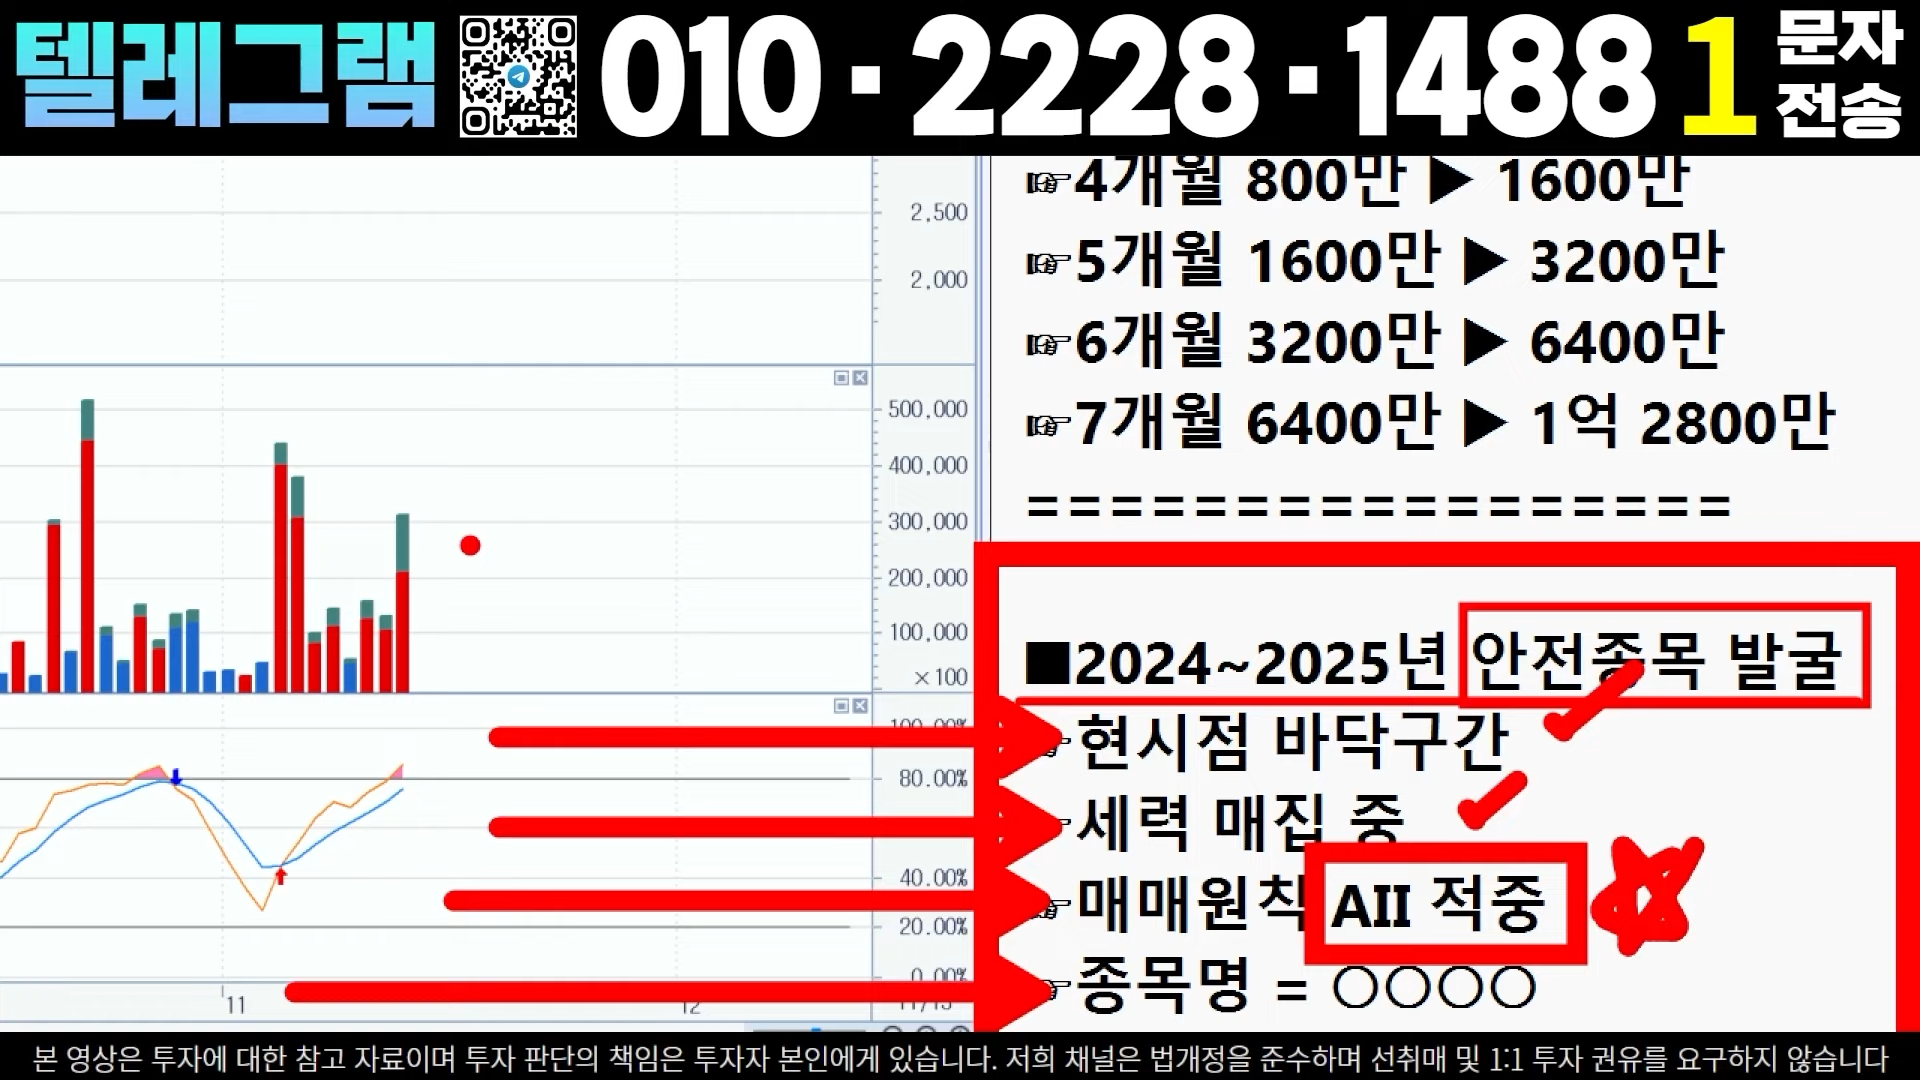 텔레그램 010·2228·1488 1 문자
전송
☞4개월 800만 ▶ 1600만
☞5개월 1600만 ▶ 3200만
☞6개월 3200만 ▶ 6400만
☞7개월 6400만 ▶ 1억 2800만
=================
■2024~2025년 안전종목 발굴
☞현시점 바닥구간
☞세력 매집 중
☞매매원칙 AII 적중
☞종목명 = ○○○○
2,500
2,000
500,000
400,000
300,000
200,000
100,000
×100
100.00%
80.00%
40.00%
20.00%
0.00%
11
12
본 영상은 투자에 대한 참고 자료이며 투자 판단의 책임은 투자자 본인에게 있습니다. 저희 채널은 법개정을 준수하며 선취매 및 1:1 투자 권유를 요구하지 않습니다